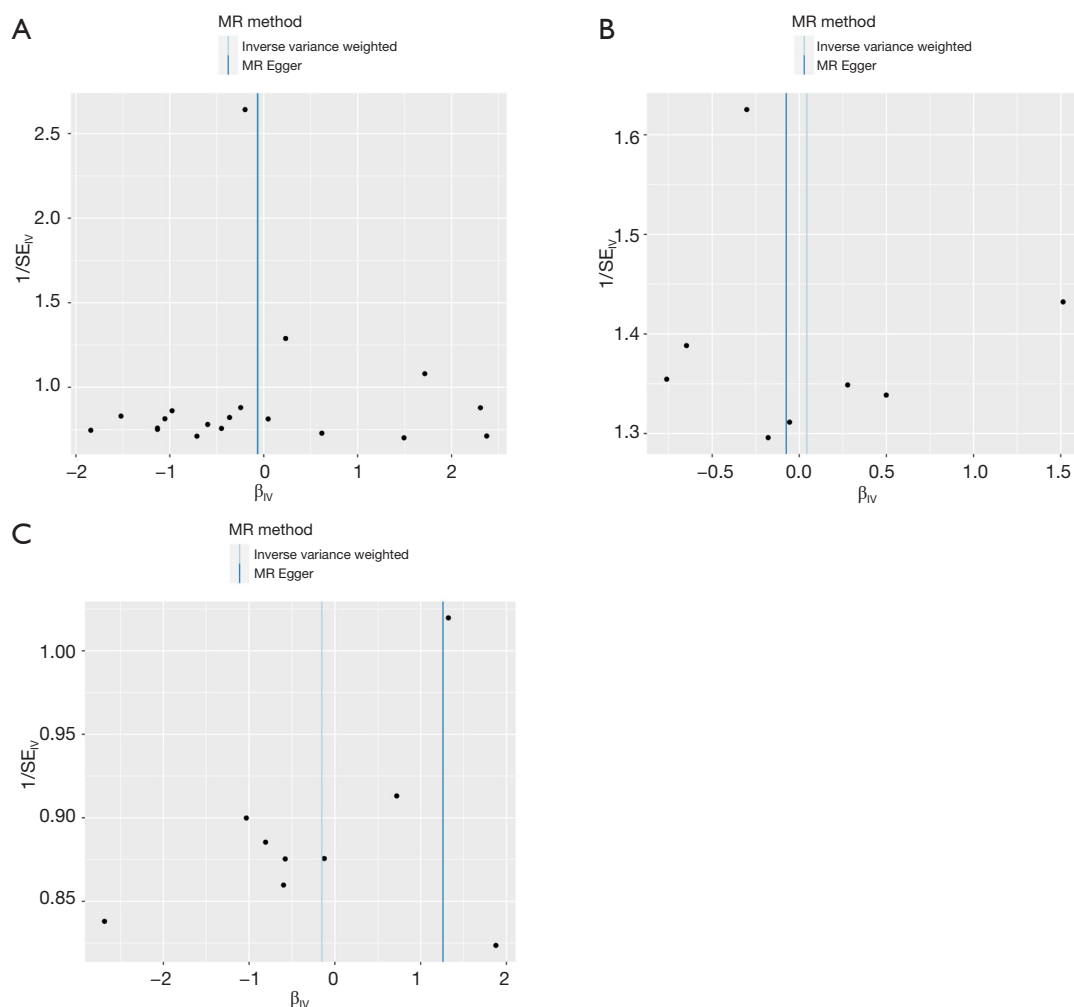 A
MR method
Inverse variance weighted
MR Egger
2.5
2.0
1.5
1.0
1/SE_IV
−2 −1 0 1 2
β_IV
B
MR method
Inverse variance weighted
MR Egger
1.6
1.5
1.4
1.3
1/SE_IV
−0.5 0.0 0.5 1.0 1.5
β_IV
C
MR method
Inverse variance weighted
MR Egger
1.00
0.95
0.90
0.85
1/SE_IV
−2 −1 0 1 2
β_IV